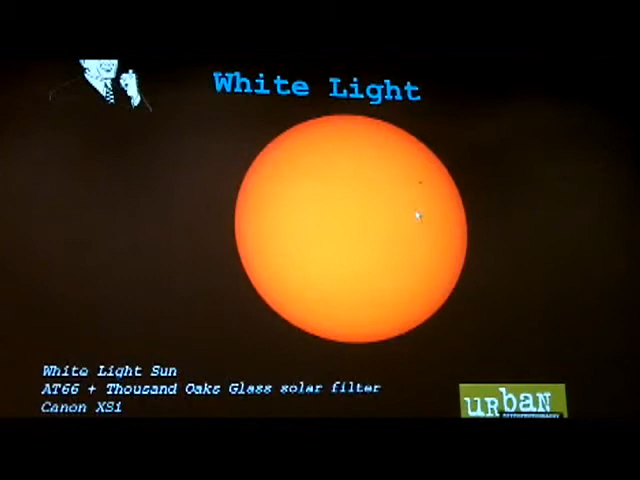 White Light
White Light Sun
AT66 + Thousand Oaks Glass solar filter
Canon XSi
urban